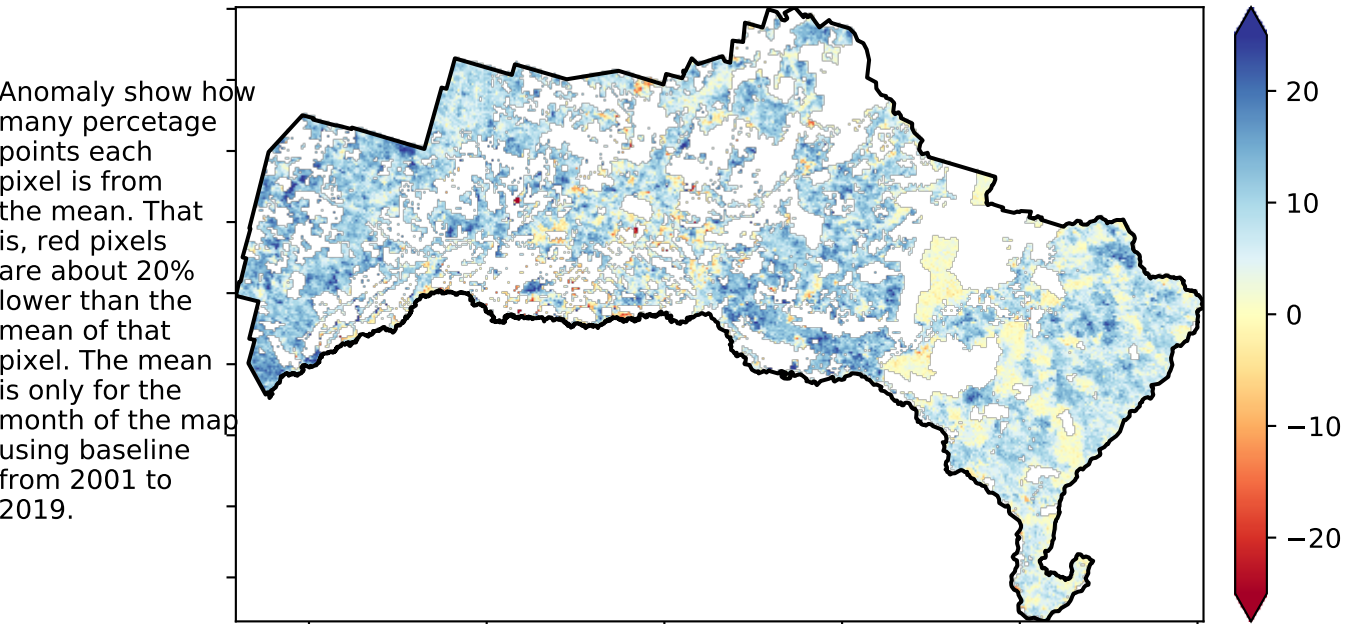 Anomaly show how
many percetage
points each
pixel is from
the mean. That
is, red pixels
are about 20%
lower than the
mean of that
pixel. The mean
is only for the
month of the map
using baseline
from 2001 to
2019.
20
10
0
−10
−20